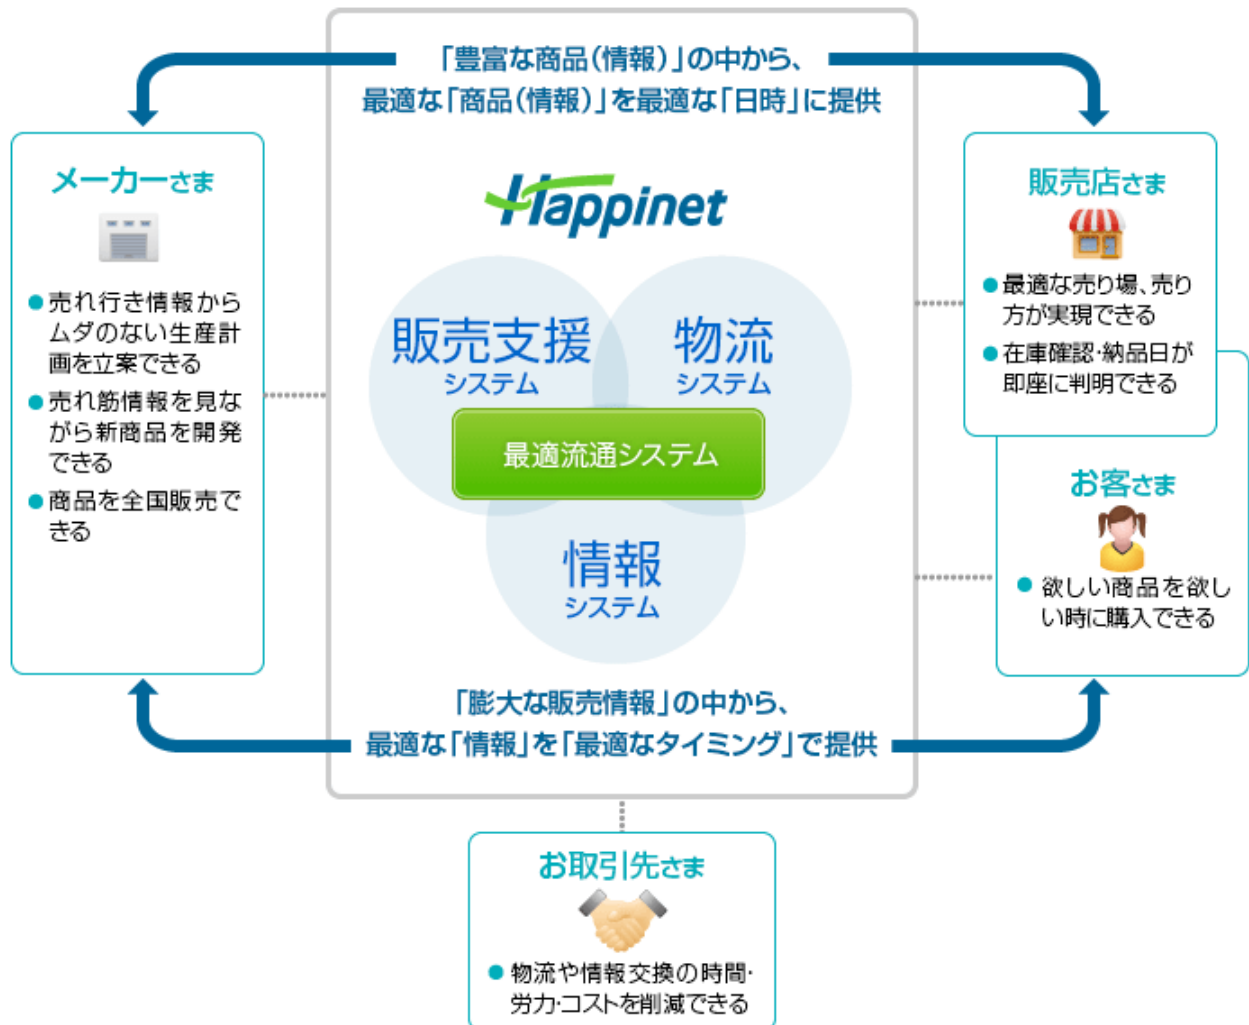 「豊富な商品(情報)」の中から、
最適な「商品(情報)」を最適な「日時」に提供
メーカーさま
売れ行き情報から
ムダのない生産計
画を立案できる
売れ筋情報を見な
がら新商品を開発
できる
商品を全国販売で
きる
Happinet
販売支援
システム
物流
システム
最適流通システム
情報
システム
販売店さま
最適な売り場、売り
方が実現できる
在庫確認・納品日が
即座に判明できる
お客さま
欲しい商品を欲し
い時に購入できる
「膨大な販売情報」の中から、
最適な「情報」を「最適なタイミング」で提供
お取引先さま
物流や情報交換の時間・
労力・コストを削減できる